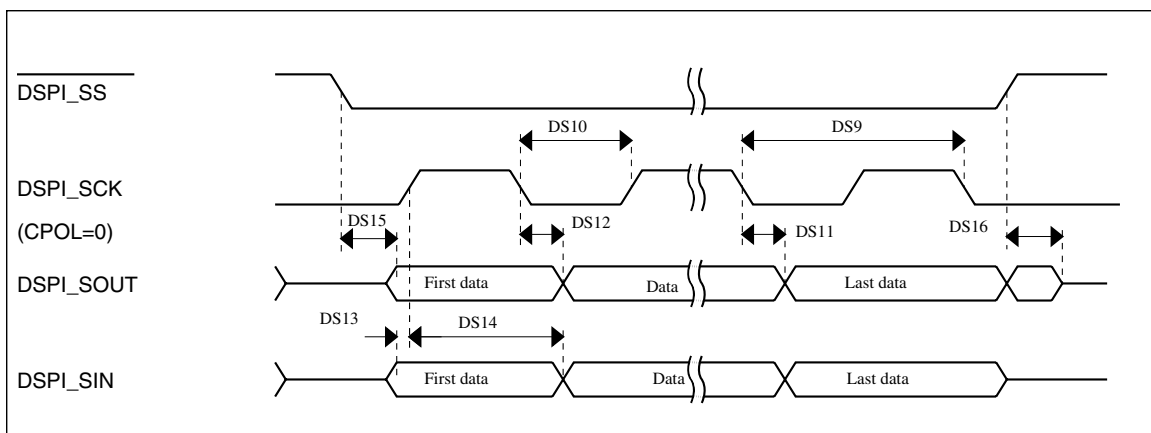 DSPI_SS
DS10
DS9
DSPI_SCK
(CPOL=0)
DS15
DS12
DS11
DS16
DSPI_SOUT
First data
Data
Last data
DS13
DS14
DSPI_SIN
First data
Data
Last data